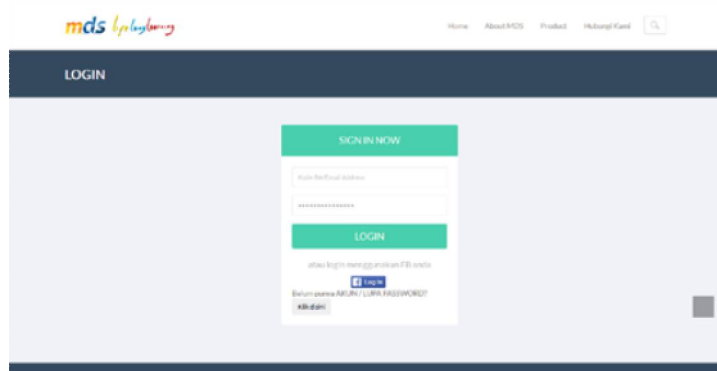 mds
Home About MDS Product Hubungi Kami
LOGIN
SIGN IN NOW
LOGIN
atau login menggunakan FB anda
f Log In
Belum punya AKUN / LUPA PASSWORD?
Klik disini